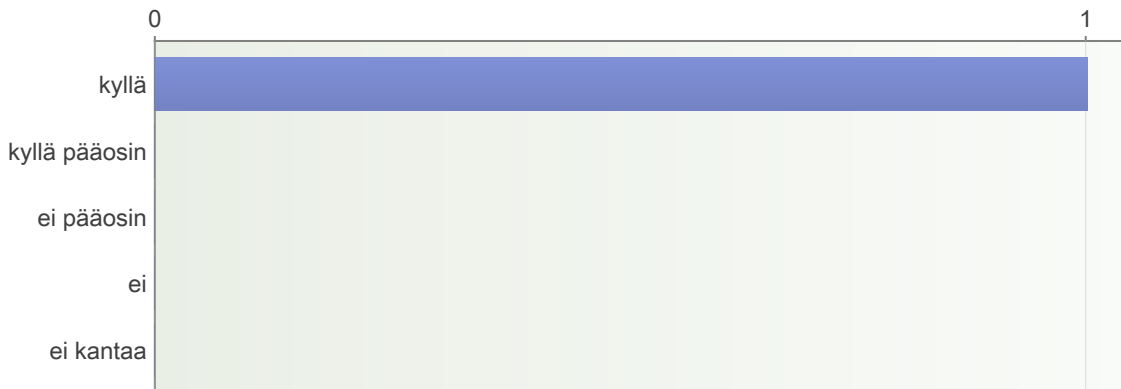 0 1
kyllä
kyllä pääosin
ei pääosin
ei
ei kantaa